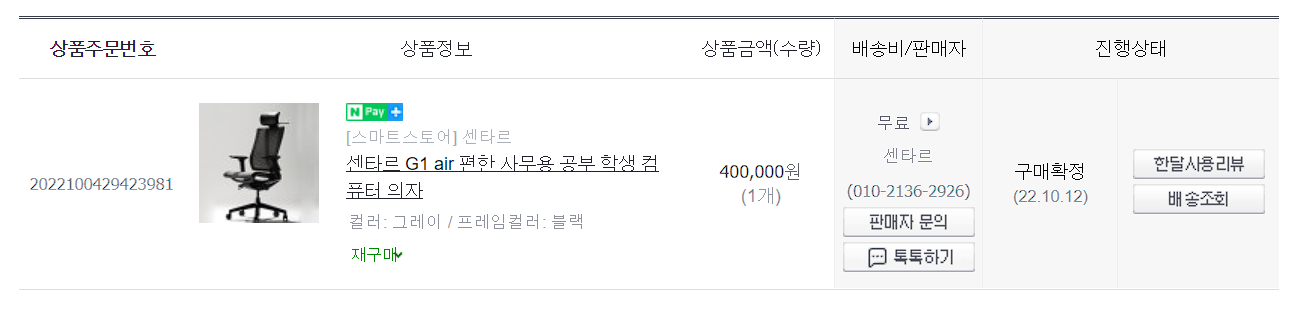 상품주문번호
상품정보
상품금액(수량)
배송비/판매자
진행상태
2022100429423981
N Pay +
[스마트스토어] 센타르
센타르 G1 air 편한 사무용 공부 학생 컴
퓨터 의자
컬러: 그레이 / 프레임컬러: 블랙
재구매
400,000원
(1개)
무료
센타르
(010-2136-2926)
판매자 문의
톡톡하기
구매확정
(22.10.12)
한달사용리뷰
배송조회